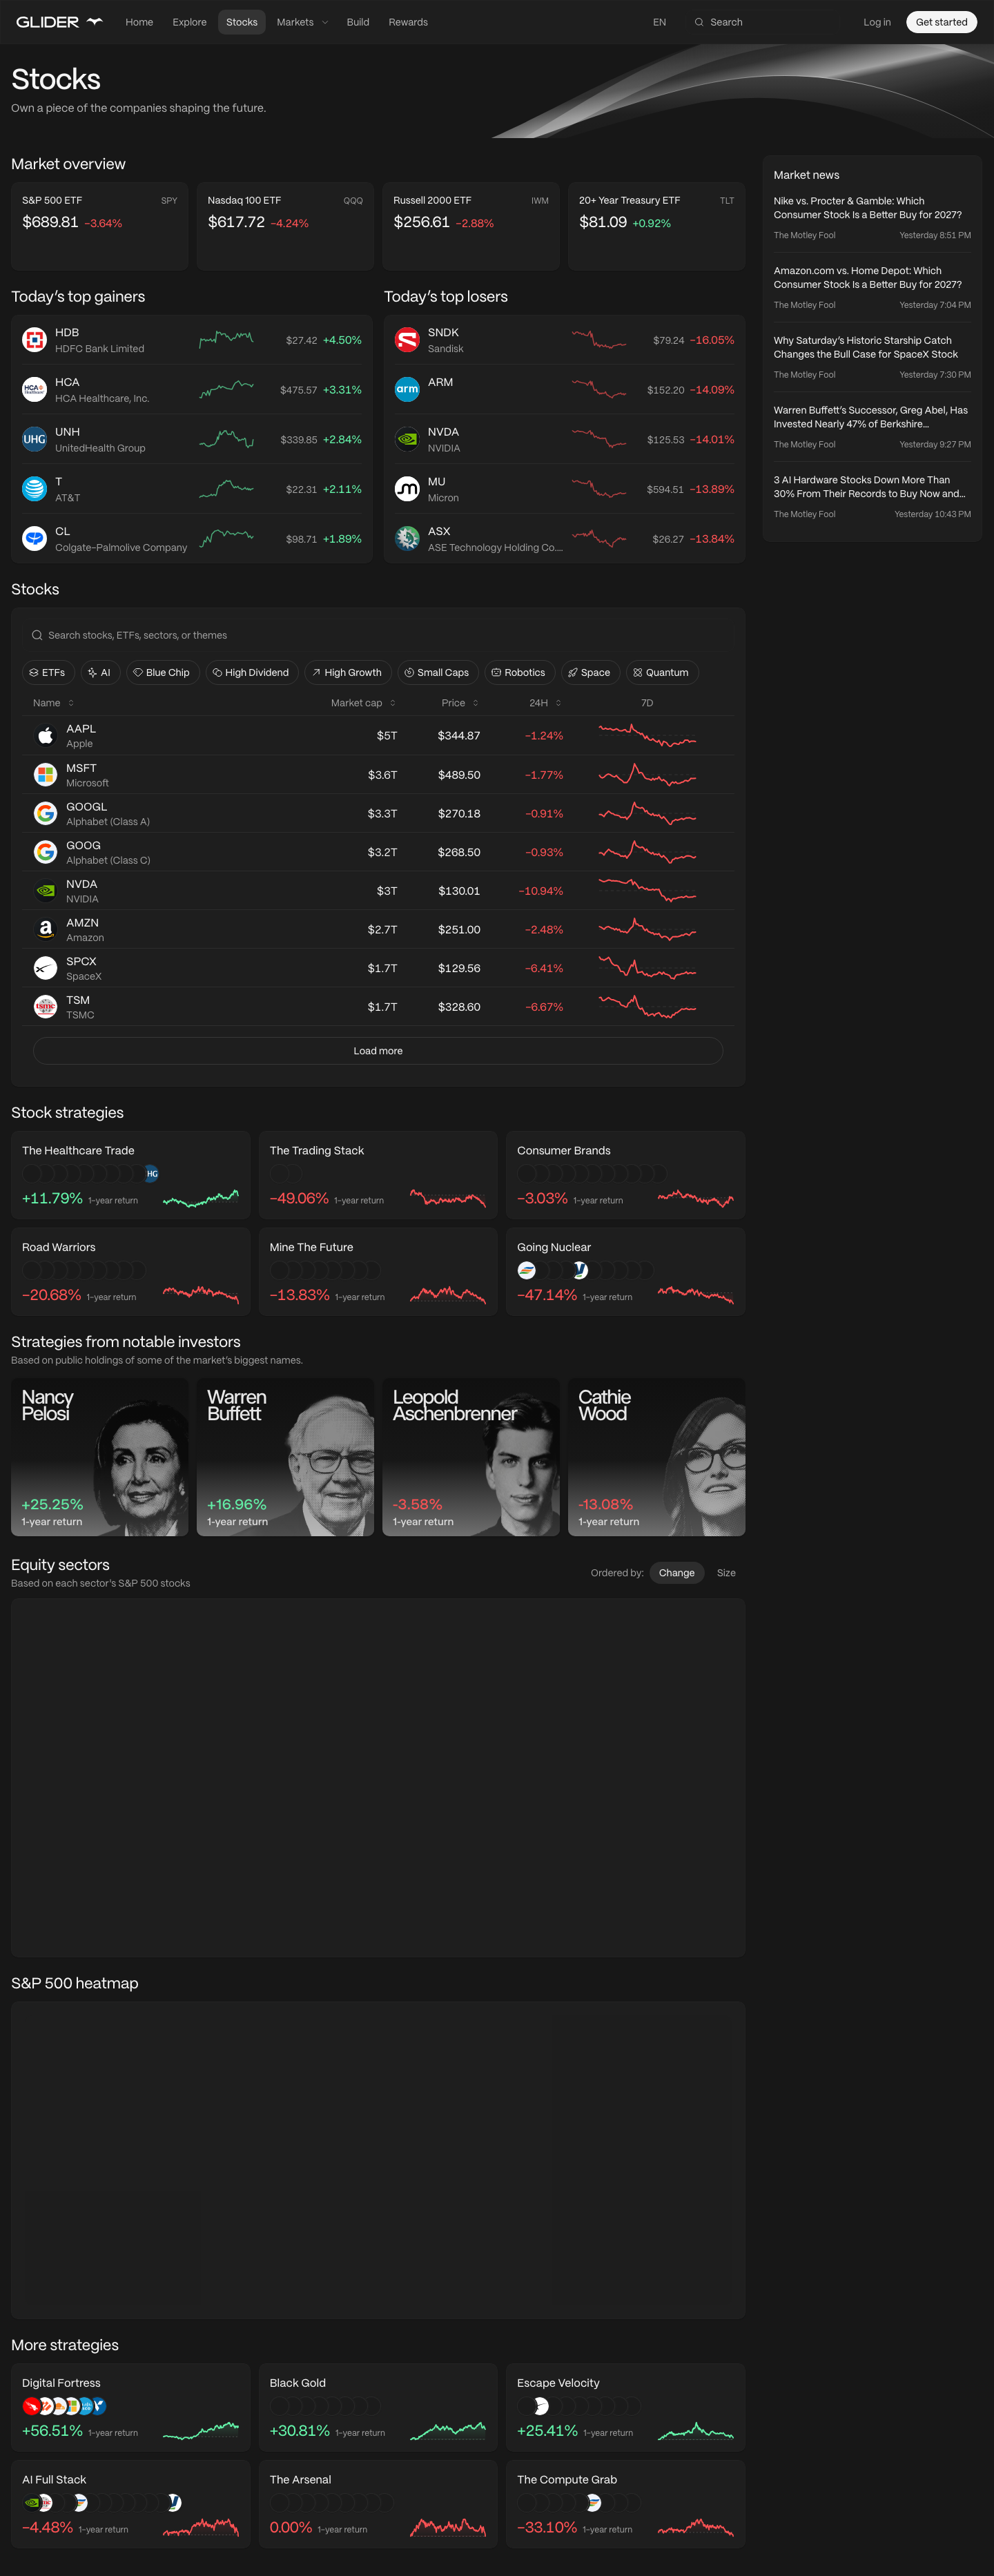 GLIDER
Home
Explore
Stocks
Markets
Build
Rewards
EN
Search
Log in
Get started
Stocks
Own a piece of the companies shaping the future.
Market overview
S&P 500 ETF SPY
$689.81 -3.64%
Nasdaq 100 ETF QQQ
$617.72 -4.24%
Russell 2000 ETF IWM
$256.61 -2.88%
20+ Year Treasury ETF TLT
$81.09 +0.92%
Market news
Nike vs. Procter & Gamble: Which
Consumer Stock Is a Better Buy for 2027?
The Motley Fool Yesterday 8:51 PM
Amazon.com vs. Home Depot: Which
Consumer Stock Is a Better Buy for 2027?
The Motley Fool Yesterday 7:04 PM
Why Saturday's Historic Starship Catch
Changes the Bull Case for SpaceX Stock
The Motley Fool Yesterday 7:30 PM
Warren Buffett's Successor, Greg Abel, Has
Invested Nearly 47% of Berkshire...
The Motley Fool Yesterday 9:27 PM
3 AI Hardware Stocks Down More Than
30% From Their Records to Buy Now and...
The Motley Fool Yesterday 10:43 PM
Today's top gainers
HDB
HDFC Bank Limited
$27.42 +4.50%
HCA
HCA Healthcare, Inc.
$475.57 +3.31%
UHG
UNH
UnitedHealth Group
$339.85 +2.84%
T
AT&T
$22.31 +2.11%
CL
Colgate-Palmolive Company
$98.71 +1.89%
Today's top losers
SNDK
Sandisk
$79.24 -16.05%
arm
ARM
$152.20 -14.09%
NVDA
NVIDIA
$125.53 -14.01%
MU
Micron
$594.51 -13.89%
ASX
ASE Technology Holding Co....
$26.27 -13.84%
Stocks
Search stocks, ETFs, sectors, or themes
ETFs
AI
Blue Chip
High Dividend
High Growth
Small Caps
Robotics
Space
Quantum
Name Market cap Price 24H 7D
AAPL
Apple
$5T $344.87 -1.24%
MSFT
Microsoft
$3.6T $489.50 -1.77%
GOOGL
Alphabet (Class A)
$3.3T $270.18 -0.91%
GOOG
Alphabet (Class C)
$3.2T $268.50 -0.93%
NVDA
NVIDIA
$3T $130.01 -10.94%
AMZN
Amazon
$2.7T $251.00 -2.48%
SPCX
SpaceX
$1.7T $129.56 -6.41%
TSM
TSMC
$1.7T $328.60 -6.67%
Load more
Stock strategies
The Healthcare Trade
HG
+11.79% 1-year return
The Trading Stack
-49.06% 1-year return
Consumer Brands
-3.03% 1-year return
Road Warriors
-20.68% 1-year return
Mine The Future
-13.83% 1-year return
Going Nuclear
-47.14% 1-year return
Strategies from notable investors
Based on public holdings of some of the market's biggest names.
Nancy
Pelosi
+25.25%
1-year return
Warren
Buffett
+16.96%
1-year return
Leopold
Aschenbrenner
-3.58%
1-year return
Cathie
Wood
-13.08%
1-year return
Equity sectors
Based on each sector's S&P 500 stocks
Ordered by: Change Size
S&P 500 heatmap
More strategies
Digital Fortress
+56.51% 1-year return
Black Gold
+30.81% 1-year return
Escape Velocity
+25.41% 1-year return
AI Full Stack
-4.48% 1-year return
The Arsenal
0.00% 1-year return
The Compute Grab
-33.10% 1-year return